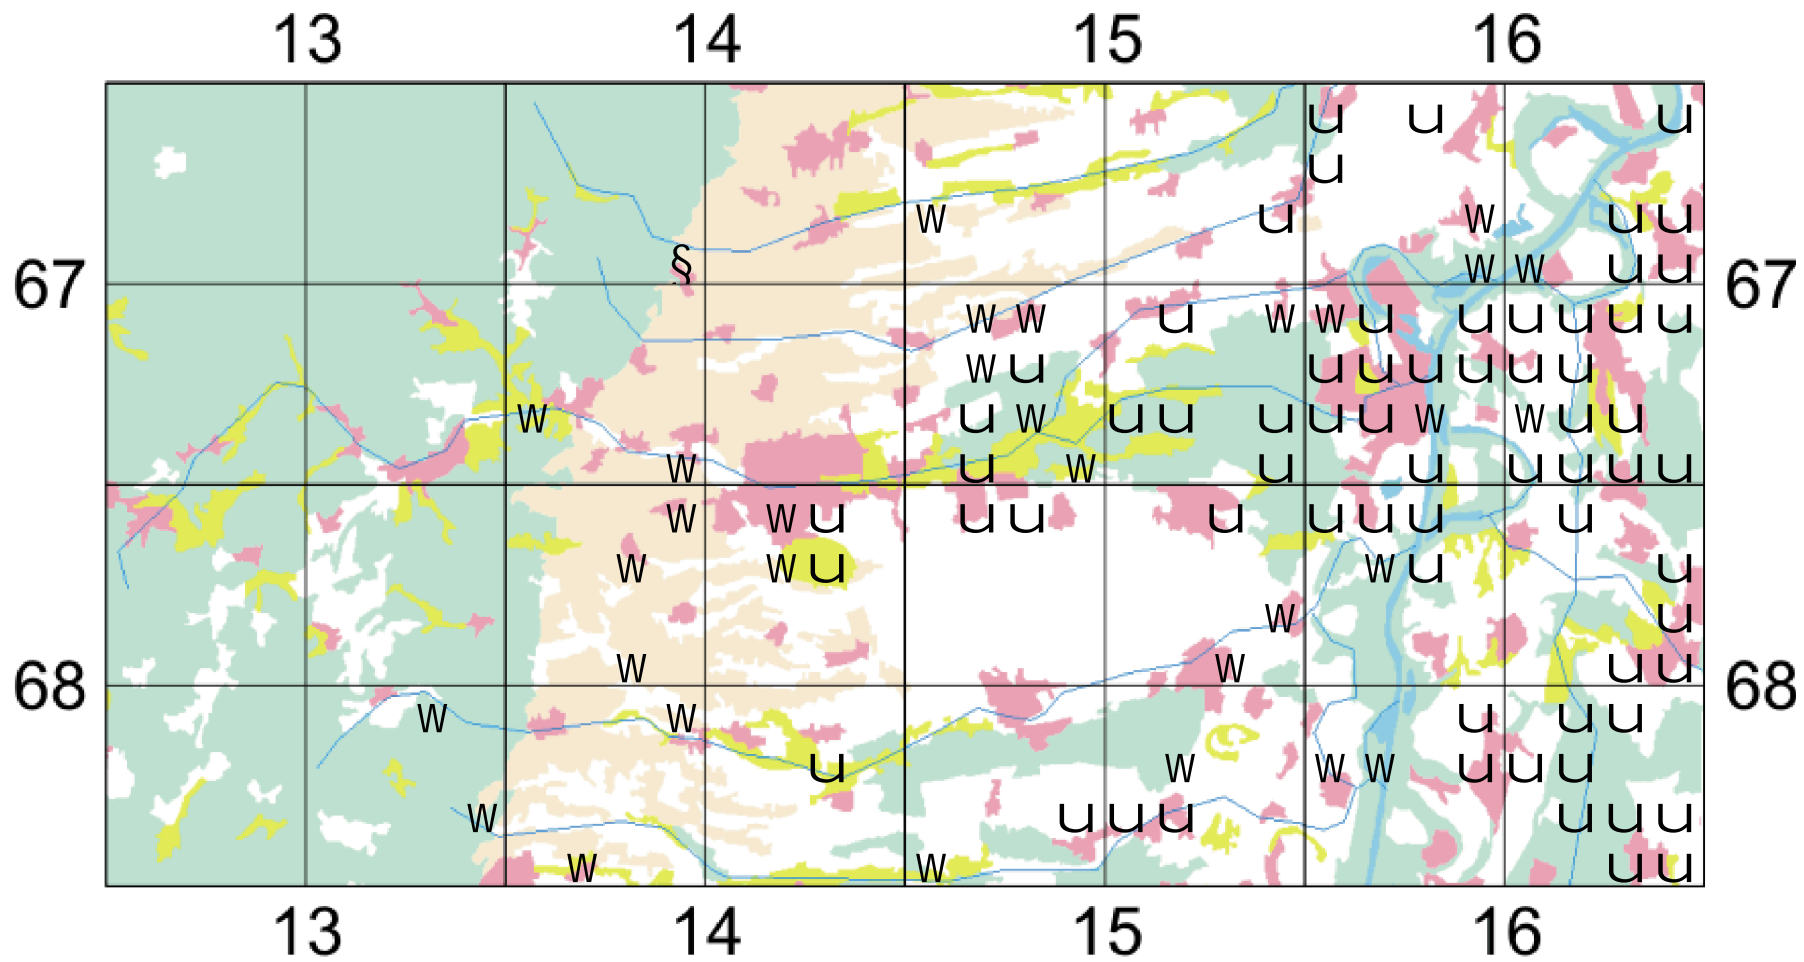 13 14 15 16
u u u
u
w u w u u
§ w w u u
67 67
w w u w w u u u u u u
w u u u u u u u
u w u u u u u w w u u
w u w u u u u u u
w w u u u u u u u u
w w u w u u
w u
w w u u
68 68
w w u u u
u w w w u u u
w u u u u u u
w w u u
13 14 15 16